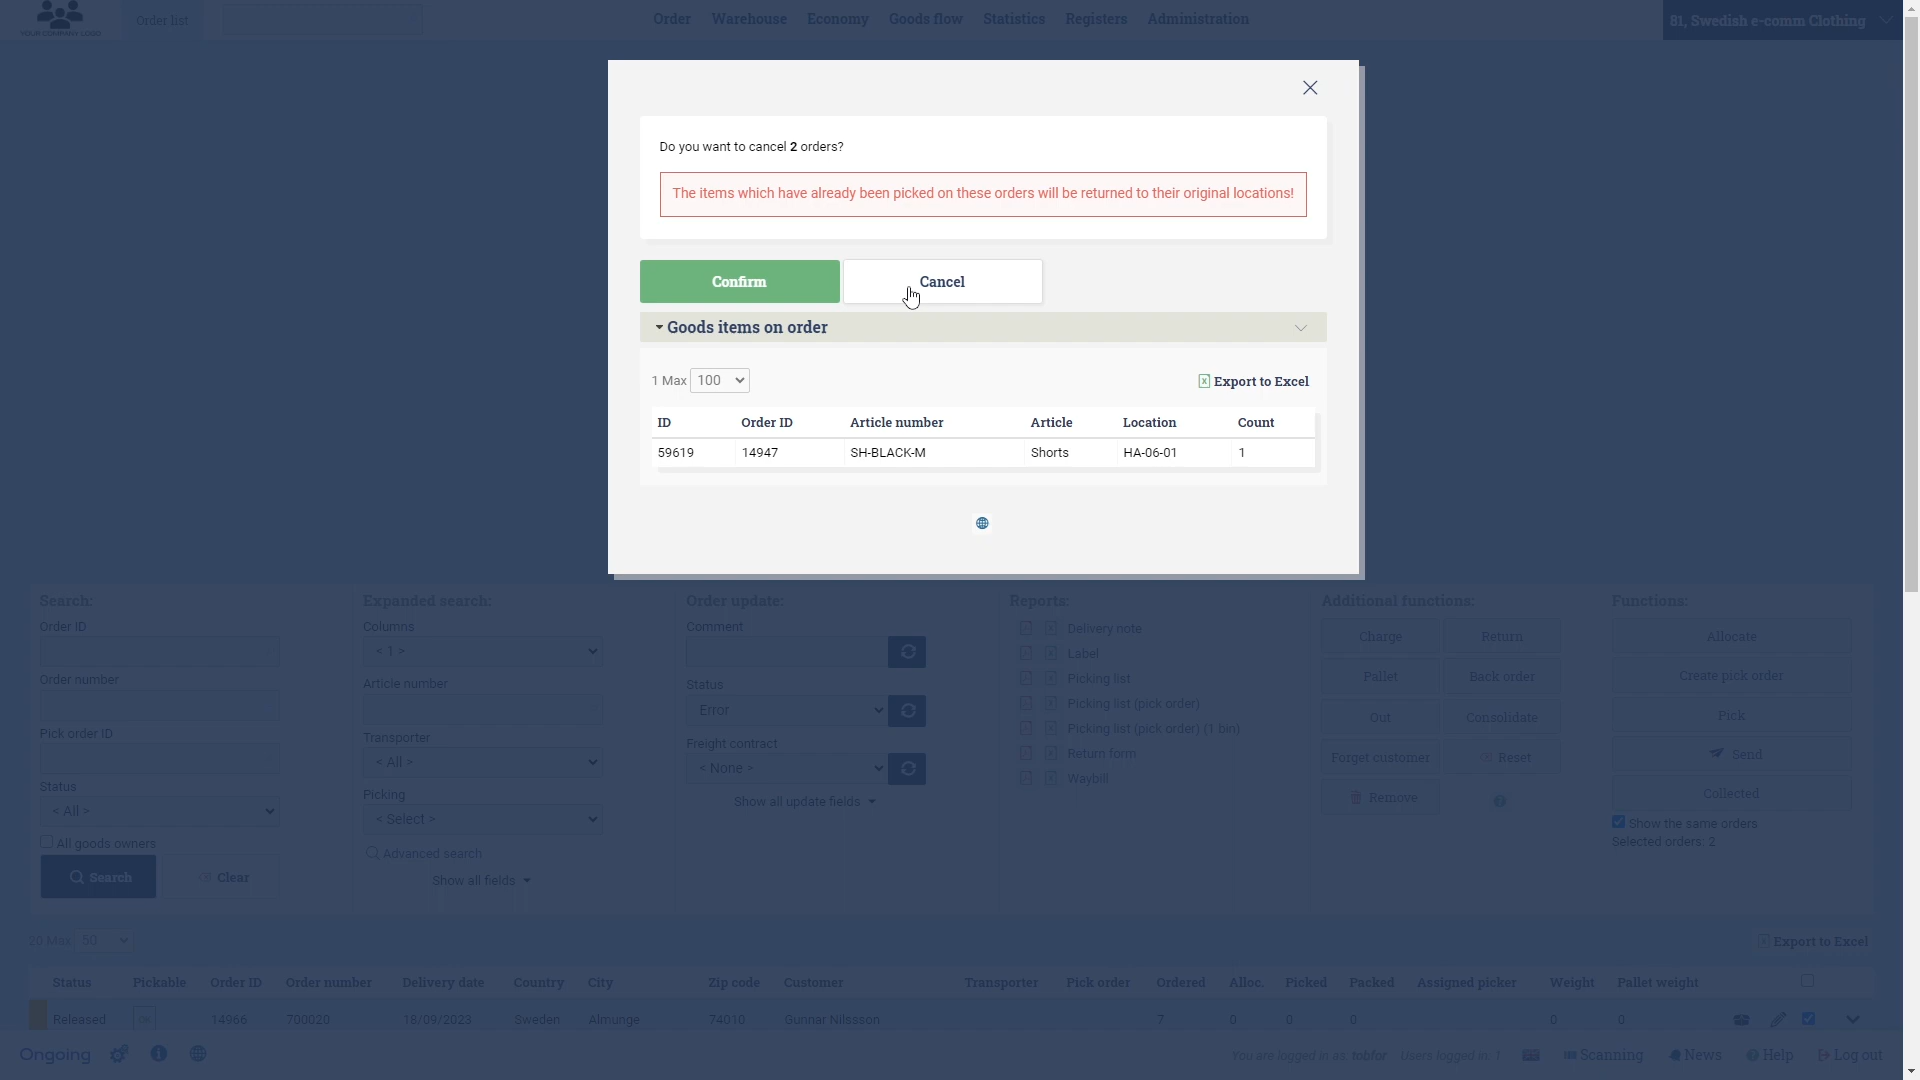 YOUR COMPANY LOGO
Order list
Order Warehouse Economy Goods flow Statistics Registers Administration
81, Swedish e-comm Clothing
Do you want to cancel 2 orders?
The items which have already been picked on these orders will be returned to their original locations!
Confirm Cancel
Goods items on order
1 Max 100
Export to Excel
ID Order ID Article number Article Location Count
59619 14947 SH-BLACK-M Shorts HA-06-01 1
Search:
Order ID
Order number
Pick order ID
Status
< All >
All goods owners
Search Clear
Expanded search:
Columns
< 1 >
Article number
Transporter
< All >
Picking
< Select >
Advanced search
Show all fields
Order update:
Comment
Status
Error
Freight contract
< None >
Show all update fields
Reports:
Delivery note
Label
Picking list
Picking list (pick order)
Picking list (pick order) (1 bin)
Return form
Waybill
Additional functions:
Charge Return
Pallet Back order
Out Consolidate
Forget customer Reset
Remove
Functions:
Allocate
Create pick order
Pick
Send
Collected
Show the same orders
Selected orders: 2
20 Max 50
Export to Excel
Status Pickable Order ID Order number Delivery date Country City Zip code Customer Transporter Pick order Ordered Alloc. Picked Packed Assigned picker Weight Pallet weight
Released OK 14966 700020 18/09/2023 Sweden Almunge 74010 Gunnar Nilssson 7 0 0 0 0 0
Ongoing
You are logged in as tobfor Users logged in: 1 Scanning News Help Log out